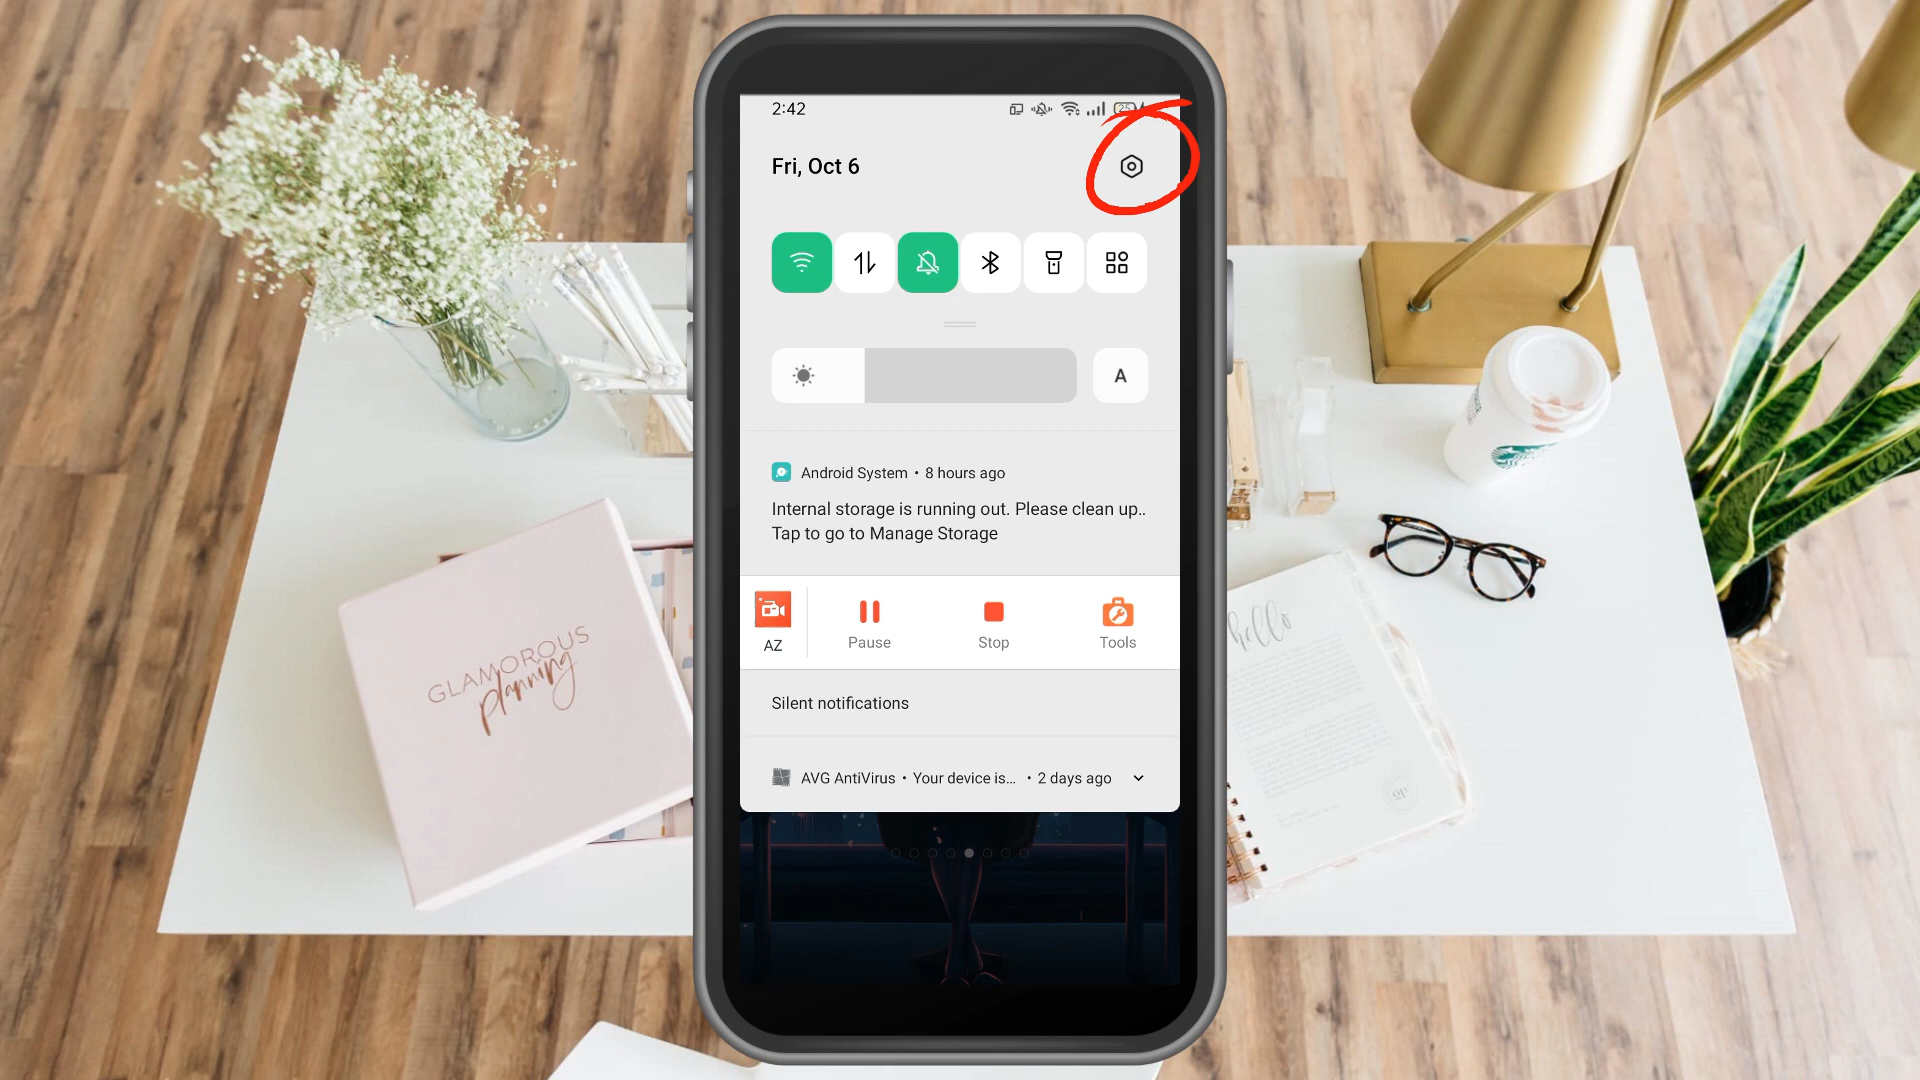 2:42
25
Fri, Oct 6
A
Android System • 8 hours ago
Internal storage is running out. Please clean up..
Tap to go to Manage Storage
AZ
Pause
Stop
Tools
Silent notifications
AVG AntiVirus • Your device is... • 2 days ago
GLAMOROUS
planning
hello